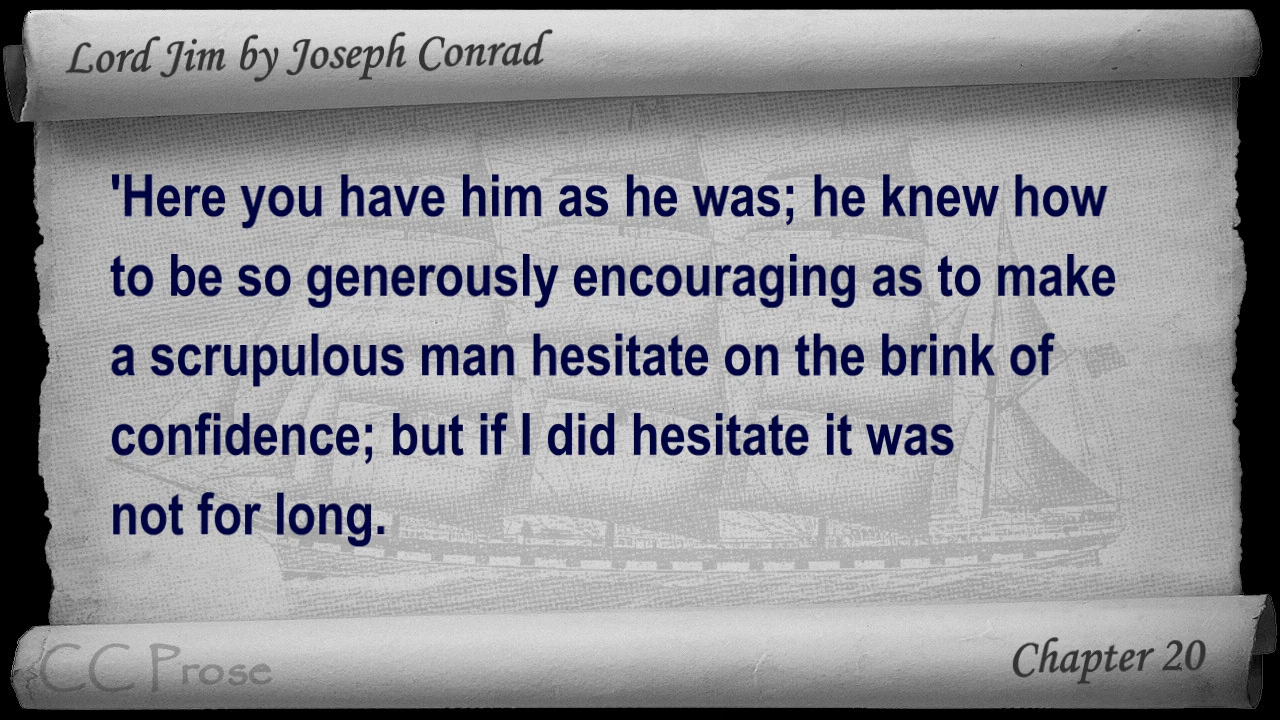 Lord Jim by Joseph Conrad
'Here you have him as he was; he knew how
to be so generously encouraging as to make
a scrupulous man hesitate on the brink of
confidence; but if I did hesitate it was
not for long.
CC Prose
Chapter 20